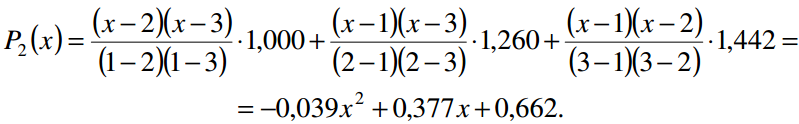 P₂(x) = (x−2)(x−3)/(1−2)(1−3) · 1,000 + (x−1)(x−3)/(2−1)(2−3) · 1,260 + (x−1)(x−2)/(3−1)(3−2) · 1,442 =
= −0,039x² + 0,377x + 0,662.